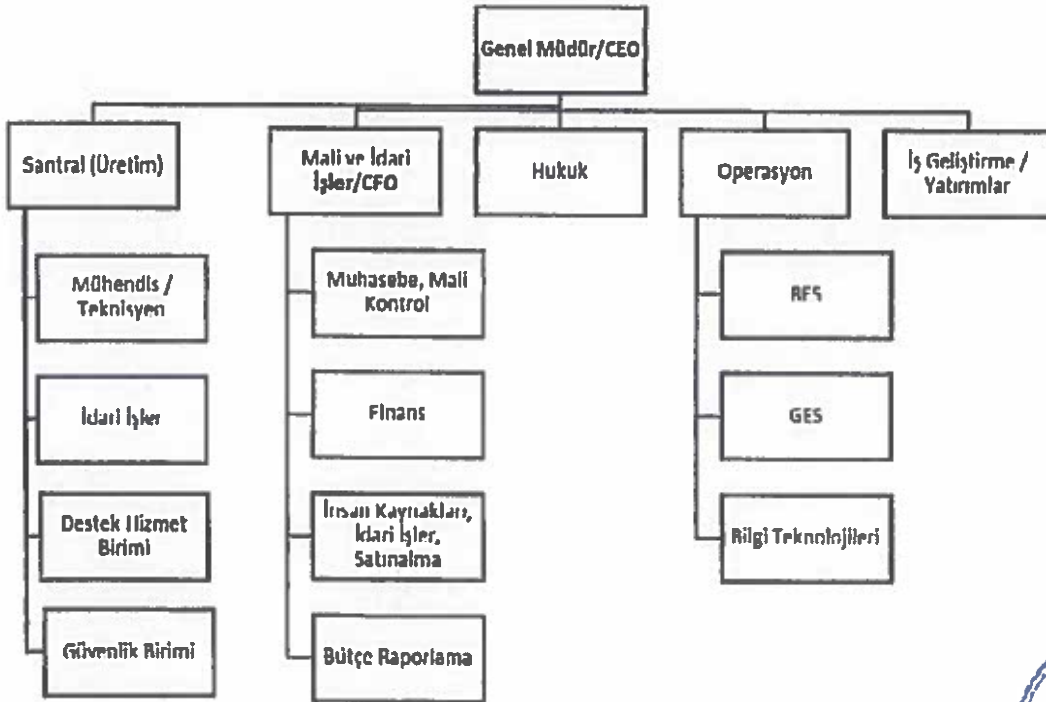 Genel Müdür/CEO
Santral (Üretim)
Mali ve İdari
İşler/CFO
Hukuk
Operasyon
İş Geliştirme /
Yatırımlar
Mühendis /
Teknisyen
İdari İşler
Destek Hizmet
Birimi
Güvenlik Birimi
Muhasebe, Mali
Kontrol
Finans
İnsan Kaynakları,
İdari İşler,
Satınalma
Bütçe Raporlama
RES
GES
Bilgi Teknolojileri